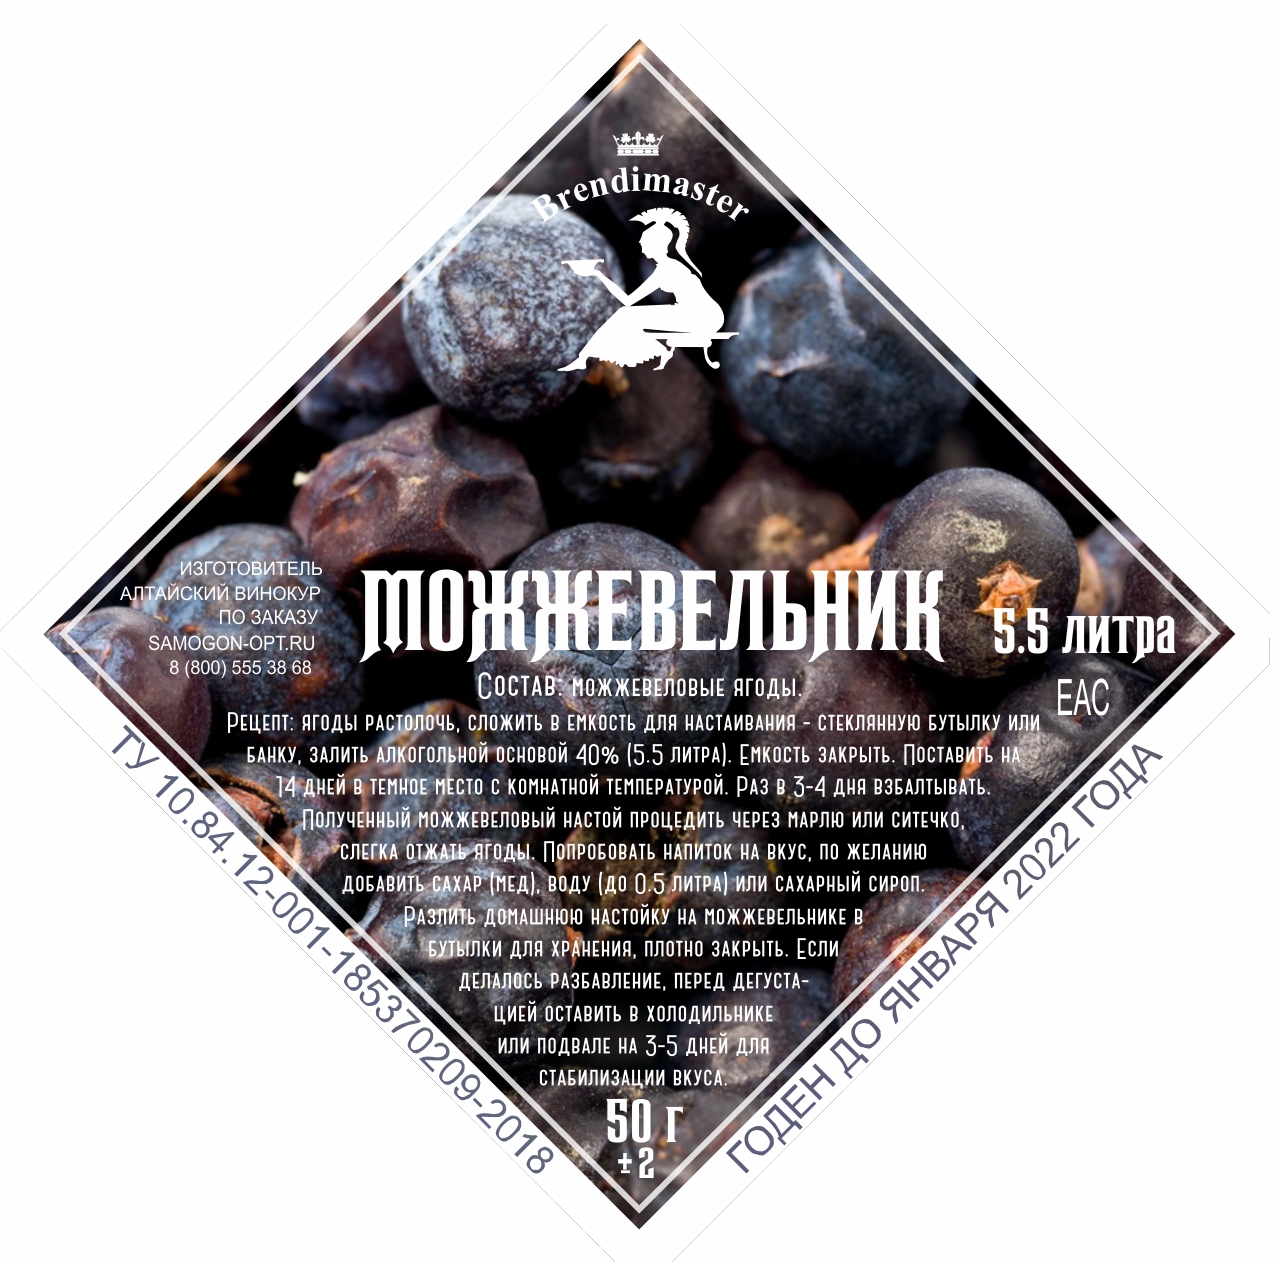 Brendimaster
ИЗГОТОВИТЕЛЬ
АЛТАЙСКИЙ ВИНОКУР
ПО ЗАКАЗУ
SAMOGON-OPT.RU
8 (800) 555 38 68
МОЖЖЕВЕЛЬНИК
5.5 литра
ЕАС
Состав: можжевеловые ягоды.
Рецепт: ягоды растолочь, сложить в емкость для настаивания - стеклянную бутылку или
банку, залить алкогольной основой 40% (5.5 литра). Емкость закрыть. Поставить на
14 дней в темное место с комнатной температурой. Раз в 3-4 дня взбалтывать.
Полученный можжевеловый настой процедить через марлю или ситечко,
слегка отжать ягоды. Попробовать напиток на вкус, по желанию
добавить сахар (мед), воду (до 0.5 литра) или сахарный сироп.
Разлить домашнюю настойку на можжевельнике в
бутылки для хранения, плотно закрыть. Если
делалось разбавление, перед дегуста-
цией оставить в холодильнике
или подвале на 3-5 дней для
стабилизации вкуса.
50 г
±2
ТУ 10.84.12-001-185370209-2018
ГОДЕН ДО ЯНВАРЯ 2022 ГОДА